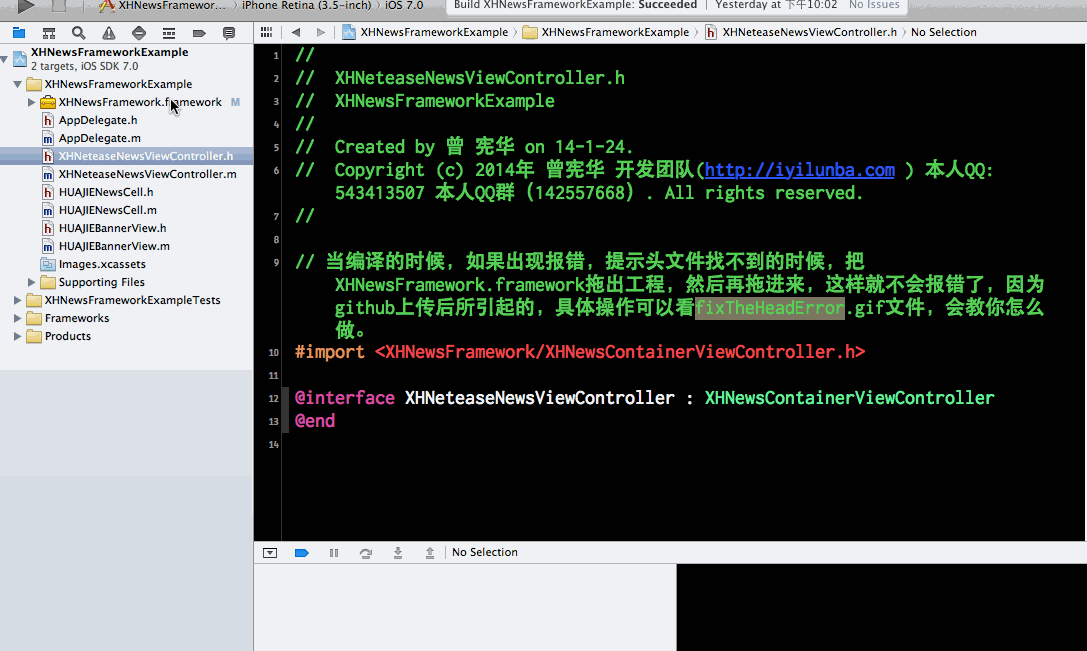 XHNewsFramewor... 〉 iPhone Retina (3.5-inch) 〉 iOS 7.0
Build XHNewsFrameworkExample: Succeeded | Yesterday at 下午10:02 No Issues
XHNewsFrameworkExample 〉 XHNewsFrameworkExample 〉 XHNeteaseNewsViewController.h 〉 No Selection
XHNewsFrameworkExample
2 targets, iOS SDK 7.0
XHNewsFrameworkExample
XHNewsFramework.framework M
AppDelegate.h
AppDelegate.m
XHNeteaseNewsViewController.h
XHNeteaseNewsViewController.m
HUAJIENewsCell.h
HUAJIENewsCell.m
HUAJIEBannerView.h
HUAJIEBannerView.m
Images.xcassets
Supporting Files
XHNewsFrameworkExampleTests
Frameworks
Products
1 //
2 // XHNeteaseNewsViewController.h
3 // XHNewsFrameworkExample
4 //
5 // Created by 曾 宪华 on 14-1-24.
6 // Copyright (c) 2014年 曾宪华 开发团队(http://iyilunba.com ) 本人QQ:
543413507 本人QQ群（142557668）. All rights reserved.
7 //
8
9 // 当编译的时候，如果出现报错，提示头文件找不到的时候，把
XHNewsFramework.framework拖出工程，然后再拖进来，这样就不会报错了，因为
github上传后所引起的，具体操作可以看fixTheHeadError.gif文件，会教你怎么
做。
10 #import <XHNewsFramework/XHNewsContainerViewController.h>
11
12 @interface XHNeteaseNewsViewController : XHNewsContainerViewController
13 @end
14
No Selection